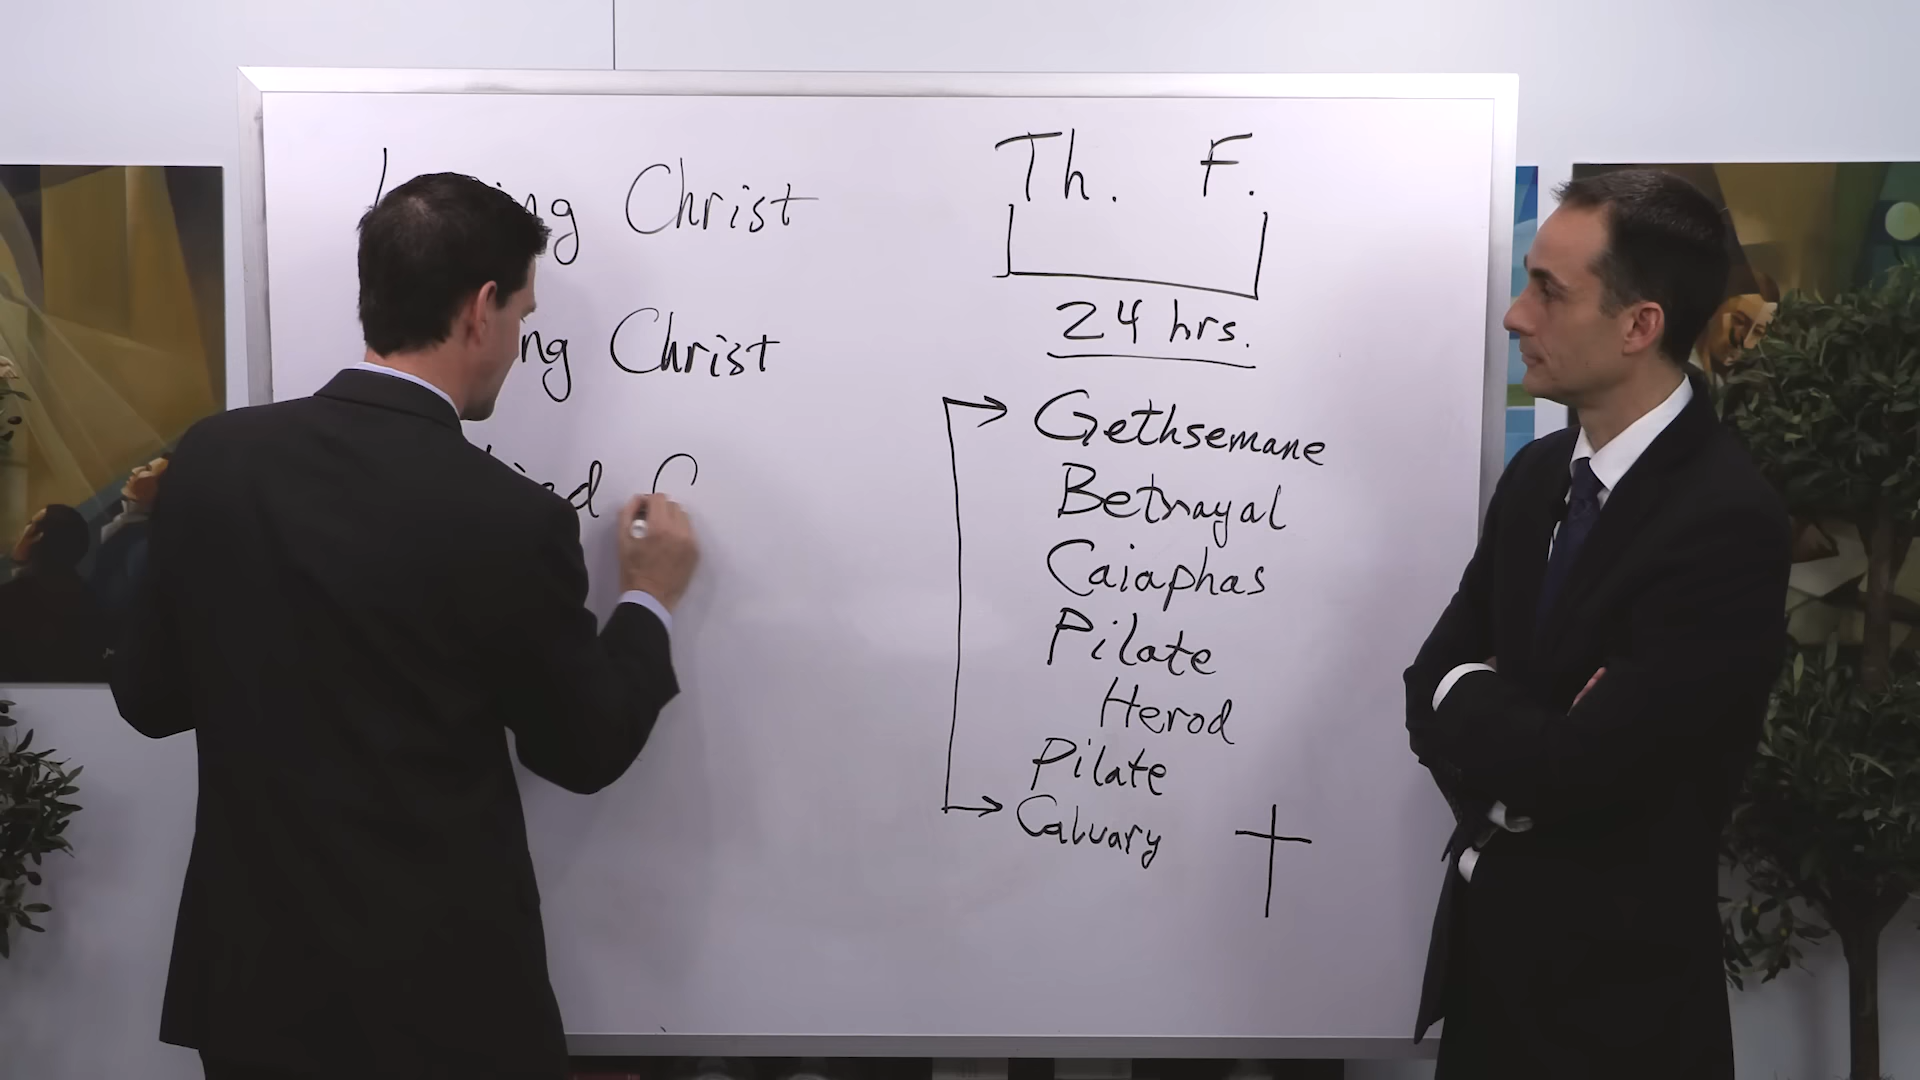 Christ
Christ
Th. F.
24 hrs.
Gethsemane
Betrayal
Caiaphas
Pilate
Herod
Pilate
Calvary